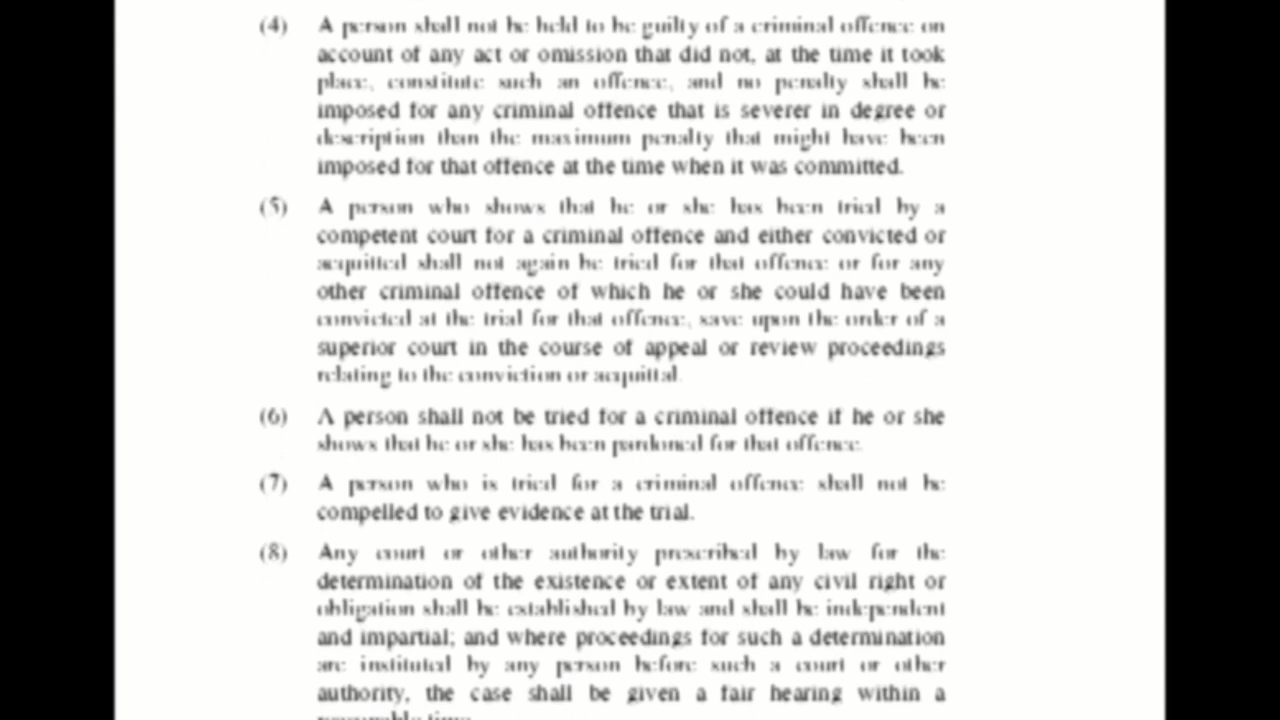 (4) A person shall not be held to be guilty of a criminal offence on
account of any act or omission that did not, at the time it took
place, constitute such an offence, and no penalty shall be
imposed for any criminal offence that is severer in degree or
description than the maximum penalty that might have been
imposed for that offence at the time when it was committed.
(5) A person who shows that he or she has been tried by a
competent court for a criminal offence and either convicted or
acquitted shall not again be tried for that offence or for any
other criminal offence of which he or she could have been
convicted at the trial for that offence, save upon the order of a
superior court in the course of appeal or review proceedings
relating to the conviction or acquittal.
(6) A person shall not be tried for a criminal offence if he or she
shows that he or she has been pardoned for that offence.
(7) A person who is tried for a criminal offence shall not be
compelled to give evidence at the trial.
(8) Any court or other authority prescribed by law for the
determination of the existence or extent of any civil right or
obligation shall be established by law and shall be independent
and impartial; and where proceedings for such a determination
are instituted by any person before such a court or other
authority, the case shall be given a fair hearing within a
reasonable time.